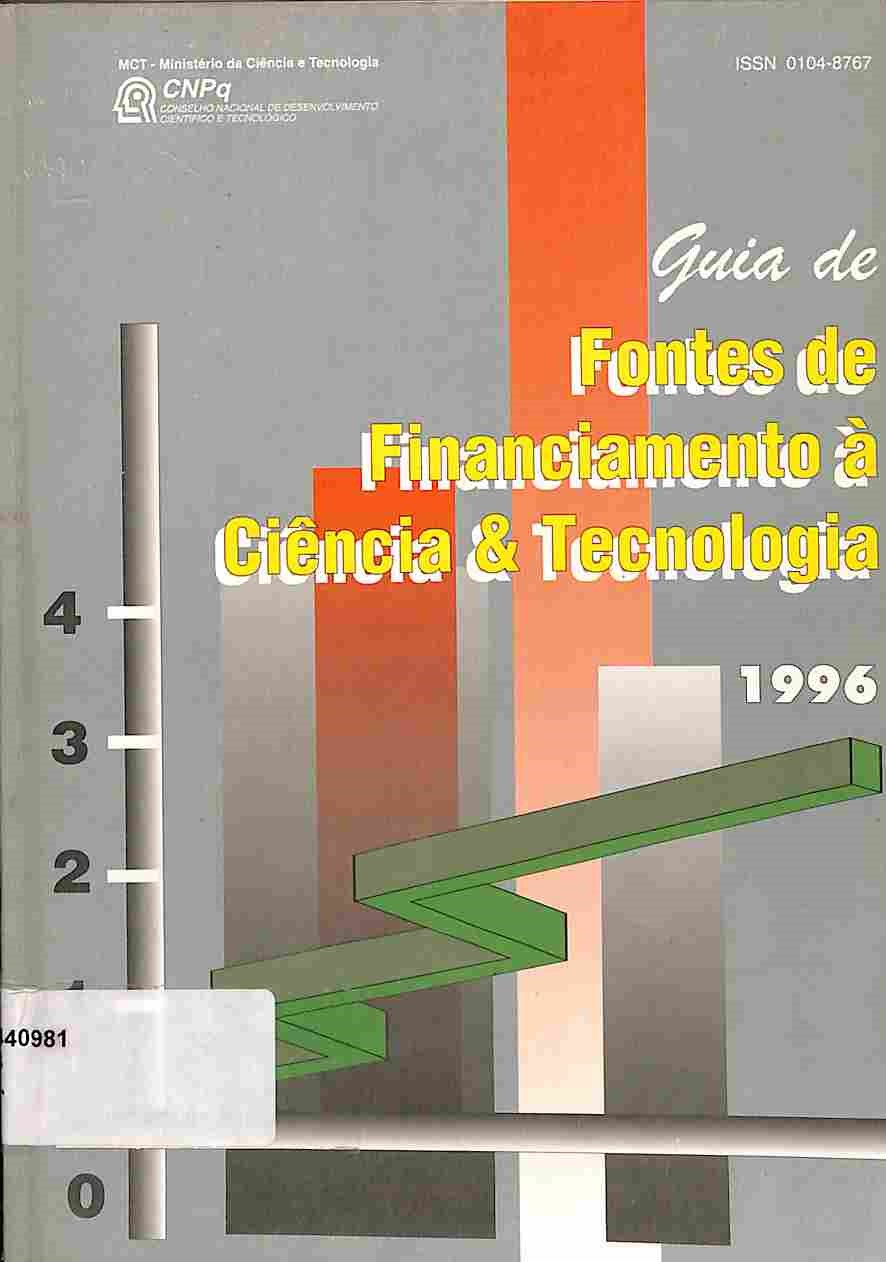 MCT - Ministério da Ciência e Tecnologia
CNPq
CONSELHO NACIONAL DE DESENVOLVIMENTO
CIENTÍFICO E TECNOLÓGICO
ISSN 0104-8767
Guia de
Fontes de
Financiamento à
Ciência & Tecnologia
1996
4
3
2
40981
0